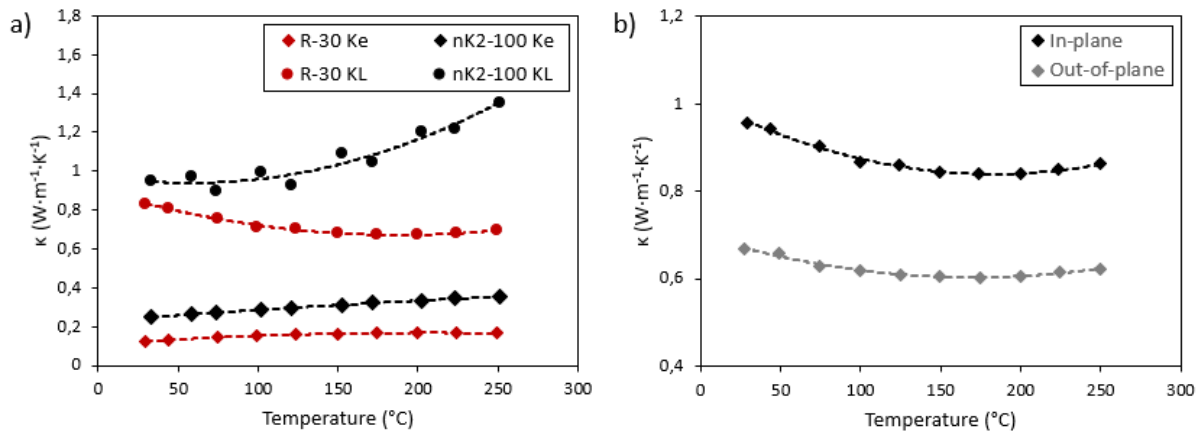 a)
1,8
1,6
1,4
1,2
1
0,8
0,6
0,4
0,2
0
κ (W·m⁻¹·K⁻¹)
R-30 Ke
nK2-100 Ke
R-30 KL
nK2-100 KL
0 50 100 150 200 250 300
Temperature (°C)
b)
1,2
1
0,8
0,6
0,4
κ (W·m⁻¹·K⁻¹)
In-plane
Out-of-plane
0 50 100 150 200 250 300
Temperature (°C)